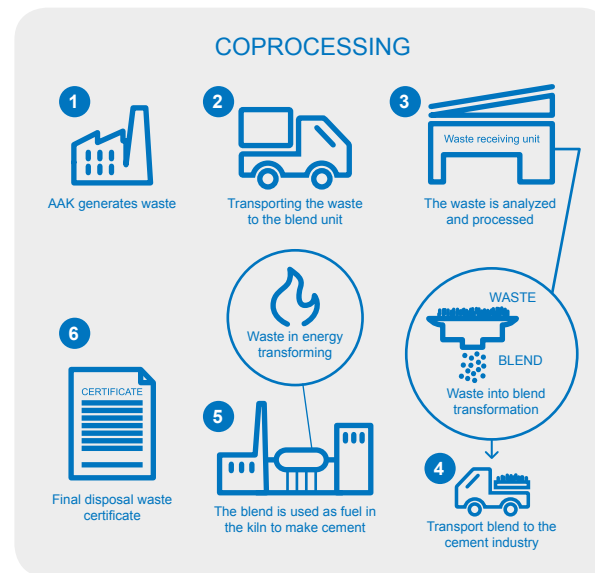 COPROCESSING
1
AAK generates waste
2
Transporting the waste
to the blend unit
3
Waste receiving unit
The waste is analyzed
and processed
WASTE
BLEND
Waste into blend
transformation
4
Transport blend to the
cement industry
Waste in energy
transforming
5
The blend is used as fuel in
the kiln to make cement
6
CERTIFICATE
Final disposal waste
certificate